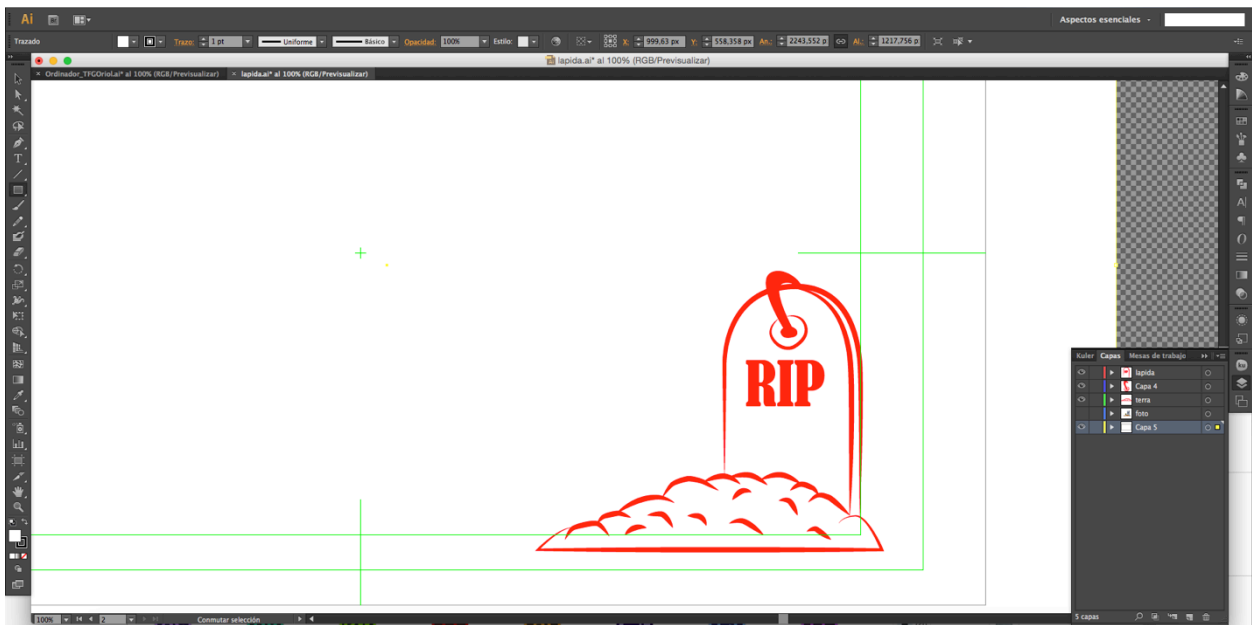 Ai Aspectos esenciales
Trazado Trazo: 1 pt Uniforme Básico Opacidad: 100% Estilo: X: 999,63 px Y: 558,358 px An.: 2243,552 p Al.: 1217,756 p
lapida.ai* al 100% (RGB/Previsualizar)
× Ordinador_TFGOriol.ai* al 100% (RGB/Previsualizar) × lapida.ai* al 100% (RGB/Previsualizar)
RIP
Kuler Capas Mesas de trabajo
lapida
Capa 4
terra
foto
Capa 5
5 capas
100% 2 Conmutar selección